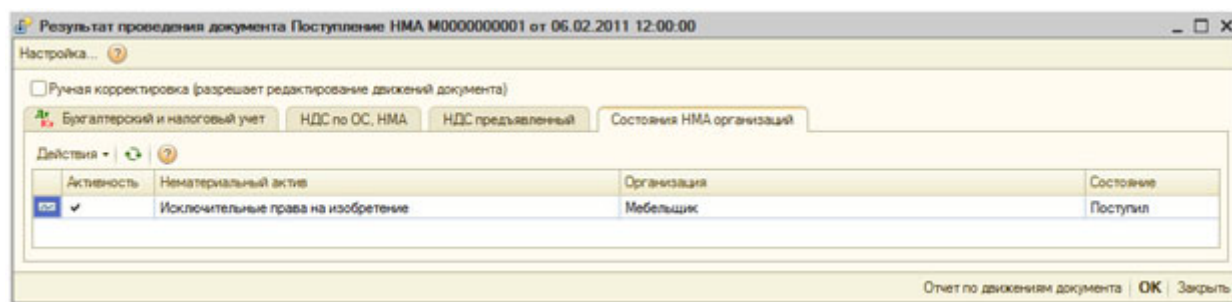 Результат проведения документа Поступление НМА М0000000001 от 06.02.2011 12:00:00
Настройка...
Ручная корректировка (разрешает редактирование движений документа)
Бухгалтерский и налоговый учет НДС по ОС, НМА НДС предъявленный Состояния НМА организаций
Действия
Активность Нематериальный актив Организация Состояние
Исключительные права на изобретение Мебельщик Поступил
Отчет по движениям документа OK Закрыть